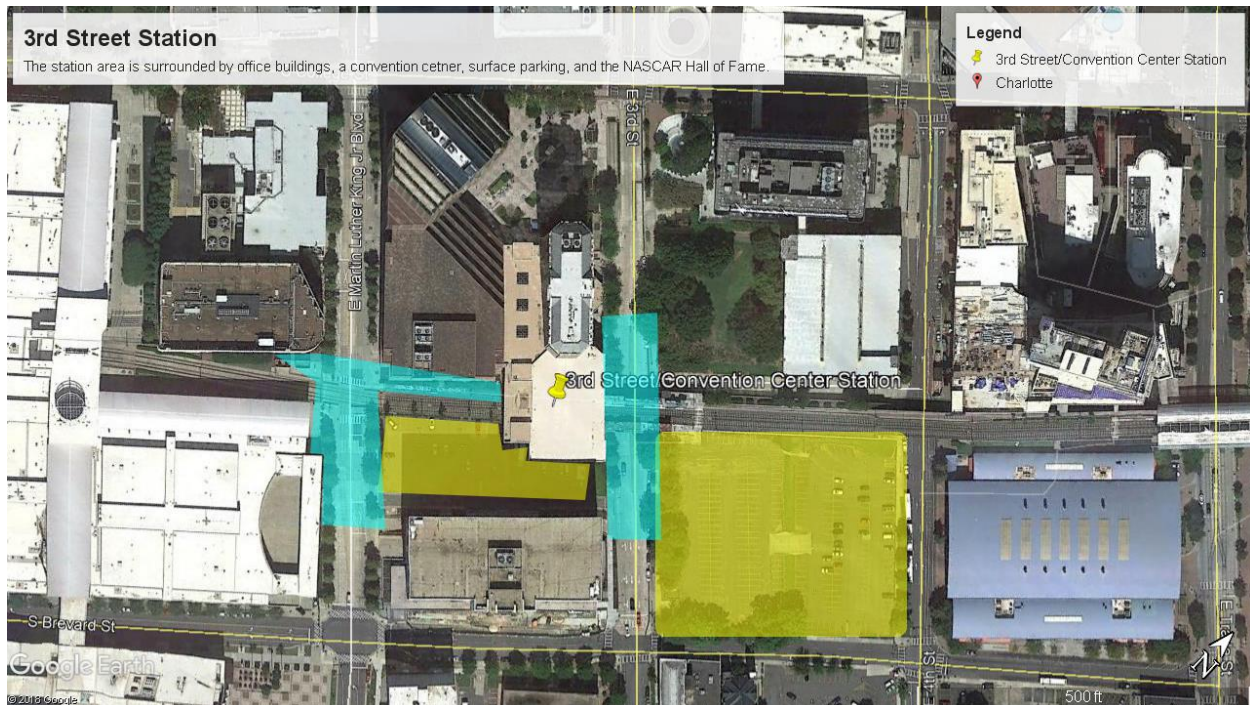 3rd Street Station
The station area is surrounded by office buildings, a convention cetner, surface parking, and the NASCAR Hall of Fame.
Legend
3rd Street/Convention Center Station
Charlotte
E 3rd St
E Martin Luther King Jr Blvd
3rd Street/Convention Center Station
S Brevard St
Google Earth
© 2018 Google
E 4th St
N
500 ft